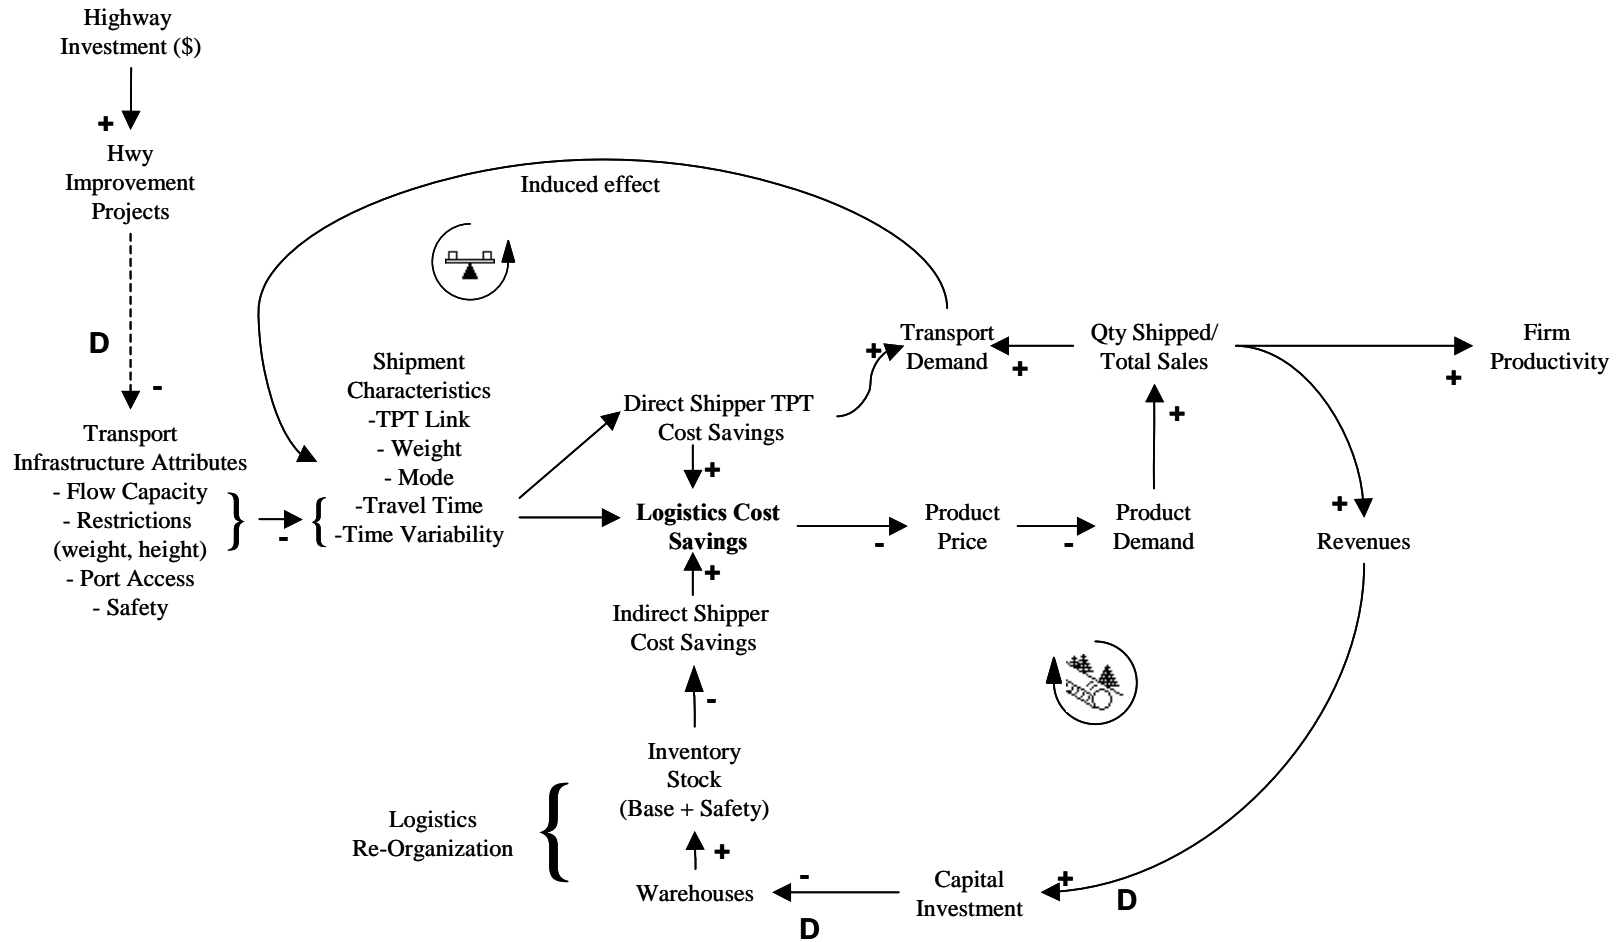 Highway
Investment ($)
+
Hwy
Improvement
Projects
D
-
Transport
Infrastructure Attributes
- Flow Capacity
- Restrictions
(weight, height)
- Port Access
- Safety
-
Induced effect
Shipment
Characteristics
-TPT Link
- Weight
- Mode
-Travel Time
-Time Variability
Direct Shipper TPT
Cost Savings
+
+
Logistics Cost
Savings
+
Indirect Shipper
Cost Savings
-
Inventory
Stock
(Base + Safety)
Logistics
Re-Organization
+
Warehouses
-
D
Capital
Investment
+
D
Transport
Demand
+
Qty Shipped/
Total Sales
+
Firm
Productivity
+
-
Product
Price
-
Product
Demand
+
Revenues